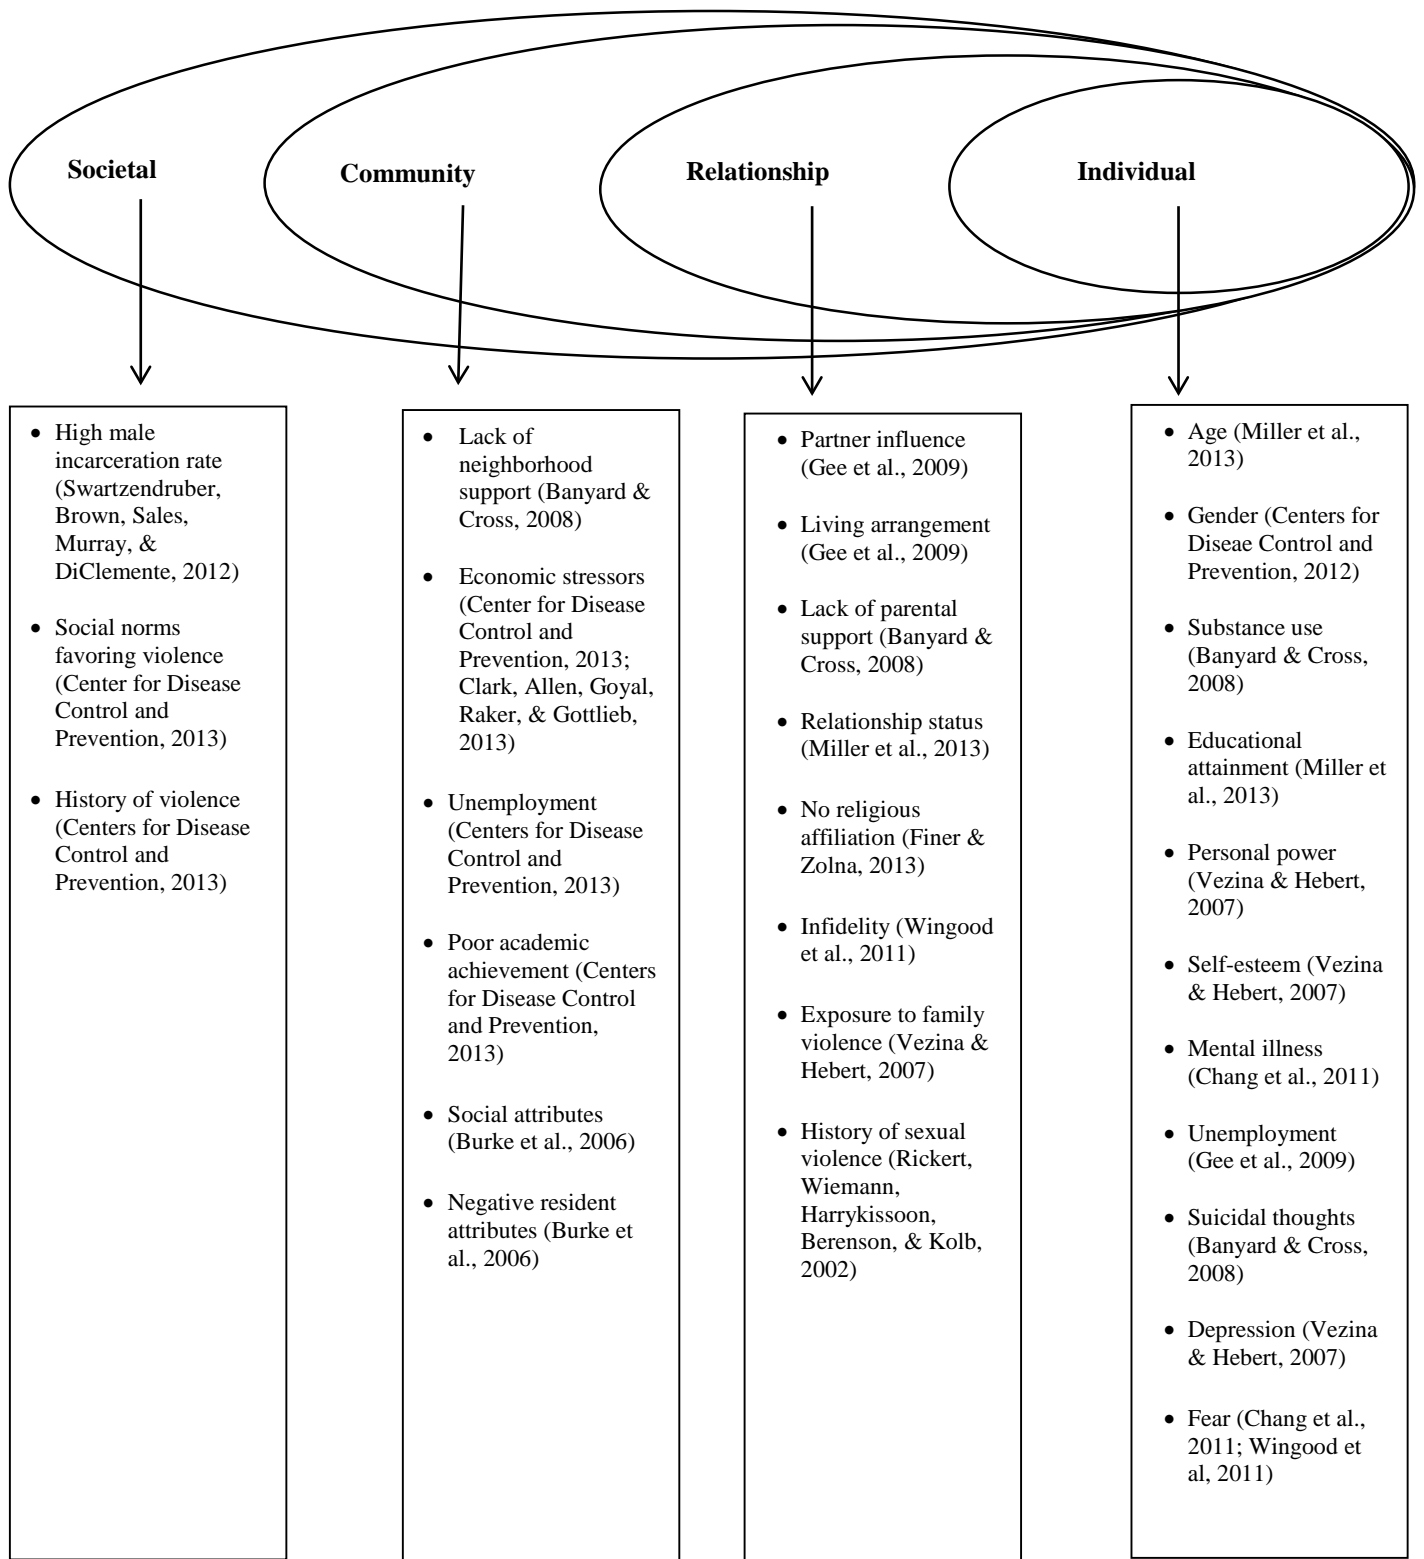 Societal
Community
Relationship
Individual
• High male
incarceration rate
(Swartzendruber,
Brown, Sales,
Murray, &
DiClemente, 2012)
• Social norms
favoring violence
(Center for Disease
Control and
Prevention, 2013)
• History of violence
(Centers for Disease
Control and
Prevention, 2013)
• Lack of
neighborhood
support (Banyard &
Cross, 2008)
• Economic stressors
(Center for Disease
Control and
Prevention, 2013;
Clark, Allen, Goyal,
Raker, & Gottlieb,
2013)
• Unemployment
(Centers for Disease
Control and
Prevention, 2013)
• Poor academic
achievement (Centers
for Disease Control
and Prevention,
2013)
• Social attributes
(Burke et al., 2006)
• Negative resident
attributes (Burke et
al., 2006)
• Partner influence
(Gee et al., 2009)
• Living arrangement
(Gee et al., 2009)
• Lack of parental
support (Banyard &
Cross, 2008)
• Relationship status
(Miller et al., 2013)
• No religious
affiliation (Finer &
Zolna, 2013)
• Infidelity (Wingood
et al., 2011)
• Exposure to family
violence (Vezina &
Hebert, 2007)
• History of sexual
violence (Rickert,
Wiemann,
Harrykissoon,
Berenson, & Kolb,
2002)
• Age (Miller et al.,
2013)
• Gender (Centers for
Diseae Control and
Prevention, 2012)
• Substance use
(Banyard & Cross,
2008)
• Educational
attainment (Miller et
al., 2013)
• Personal power
(Vezina & Hebert,
2007)
• Self-esteem (Vezina
& Hebert, 2007)
• Mental illness
(Chang et al., 2011)
• Unemployment
(Gee et al., 2009)
• Suicidal thoughts
(Banyard & Cross,
2008)
• Depression (Vezina
& Hebert, 2007)
• Fear (Chang et al.,
2011; Wingood et
al, 2011)